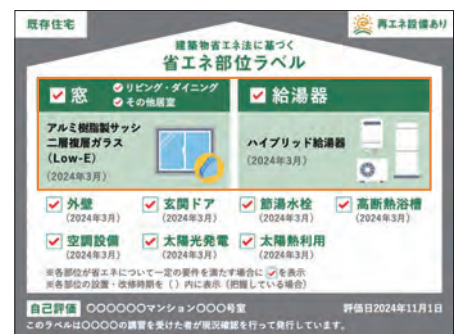 既存住宅
再エネ設備あり
建築物省エネ法に基づく
省エネ部位ラベル
窓
リビング・ダイニング
その他居室
給湯器
アルミ樹脂製サッシ
二層複層ガラス
(Low-E)
(2024年3月)
ハイブリッド給湯器
(2024年3月)
外壁 玄関ドア 節湯水栓 高断熱浴槽
(2024年3月) (2024年3月) (2024年3月) (2024年3月)
空調設備 太陽光発電 太陽熱利用
(2024年3月) (2024年3月) (2024年3月)
※各部位が省エネについて一定の要件を満たす場合に を表示
※各部位の設置・改修時期を()内に表示(把握している場合)
自己評価 〇〇〇〇〇〇マンション〇〇〇号室 評価日2024年11月1日
このラベルは〇〇〇〇の講習を受けた者が現況確認を行って発行しています。